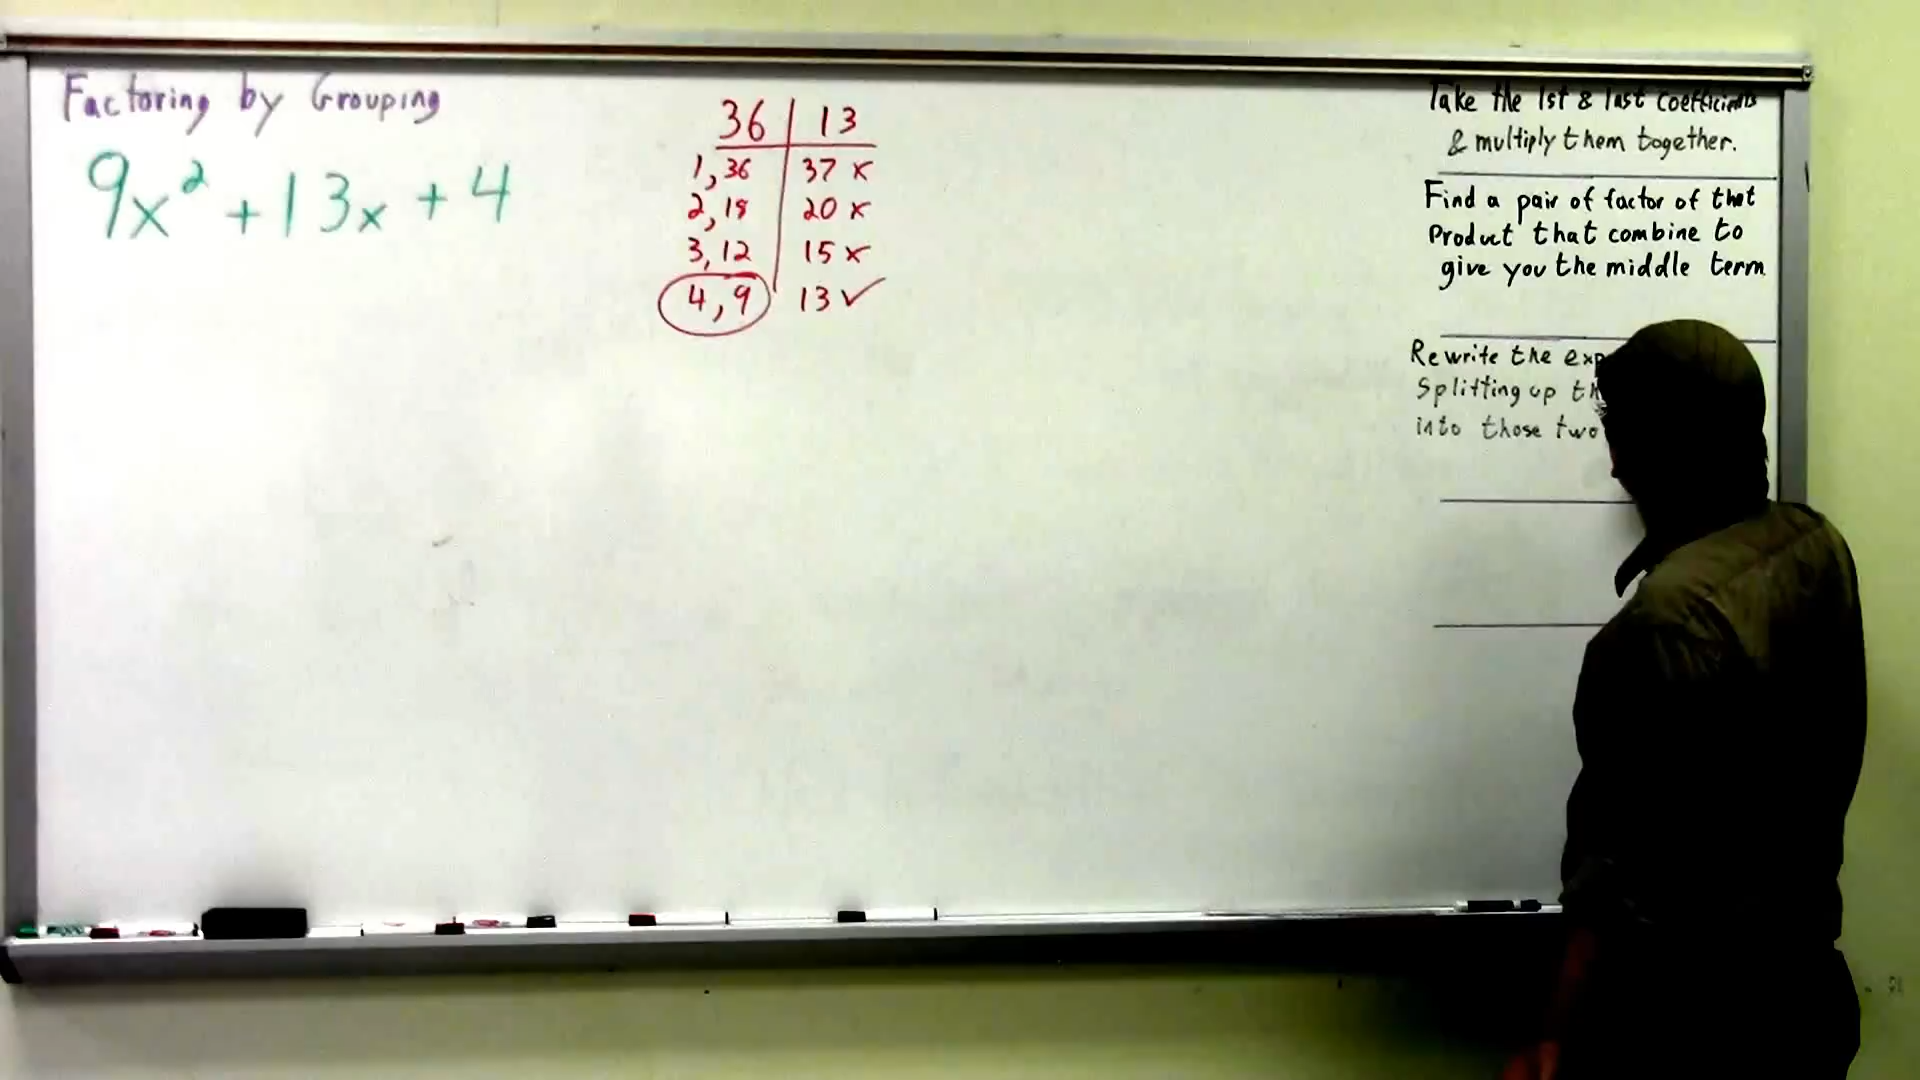 Factoring by Grouping
9x² + 13x + 4
36 | 13
1, 36 | 37 x
2, 18 | 20 x
3, 12 | 15 x
4, 9 | 13 ✓
Take the 1st & last coefficients
& multiply them together.
Find a pair of factor of that
Product that combine to
give you the middle term
Rewrite the
Splitting up
into those two